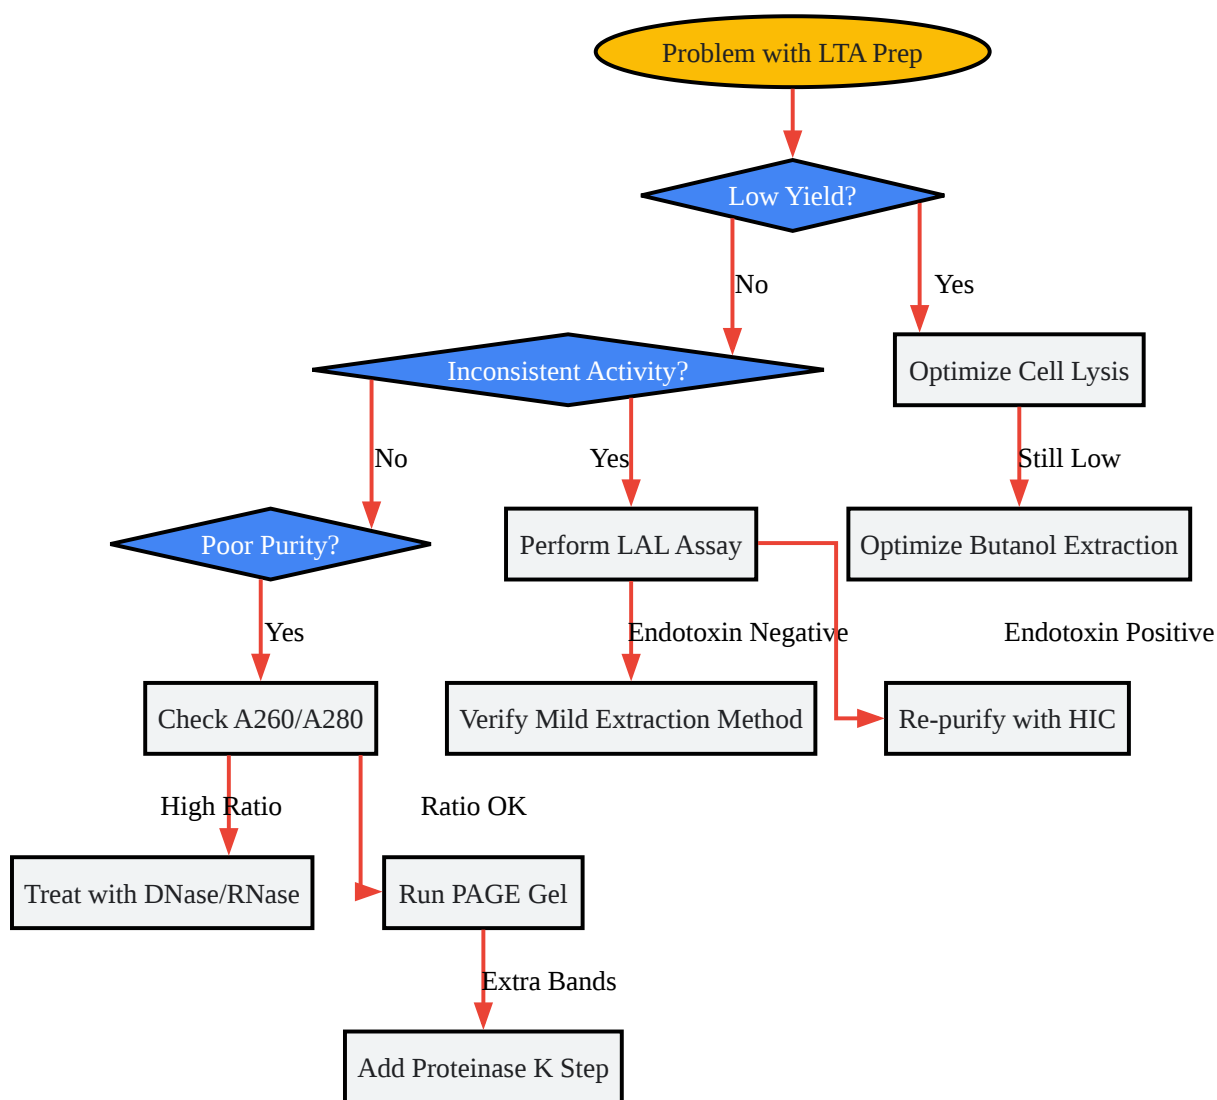 Problem with LTA Prep
Low Yield?
No
Yes
Inconsistent Activity?
Optimize Cell Lysis
No
Yes
Still Low
Poor Purity?
Perform LAL Assay
Optimize Butanol Extraction
Yes
Endotoxin Negative
Endotoxin Positive
Check A260/A280
Verify Mild Extraction Method
Re-purify with HIC
High Ratio
Ratio OK
Treat with DNase/RNase
Run PAGE Gel
Extra Bands
Add Proteinase K Step